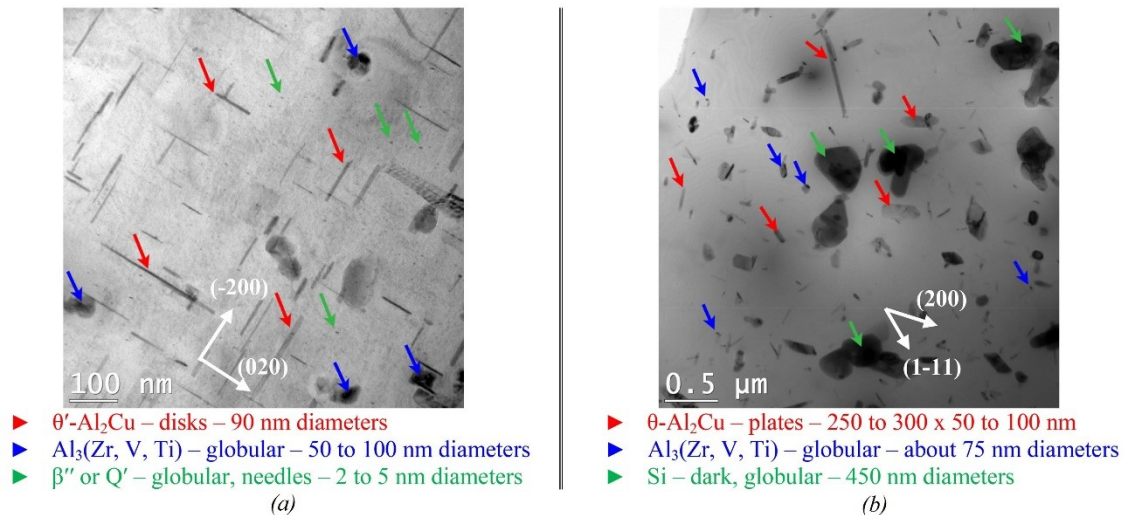 (-200)
(020)
100 nm
(200)
(1-11)
0.5 µm
► θ′-Al₂Cu – disks – 90 nm diameters
► Al₃(Zr, V, Ti) – globular – 50 to 100 nm diameters
► β′′ or Q′ – globular, needles – 2 to 5 nm diameters
(a)
► θ-Al₂Cu – plates – 250 to 300 x 50 to 100 nm
► Al₃(Zr, V, Ti) – globular – about 75 nm diameters
► Si – dark, globular – 450 nm diameters
(b)